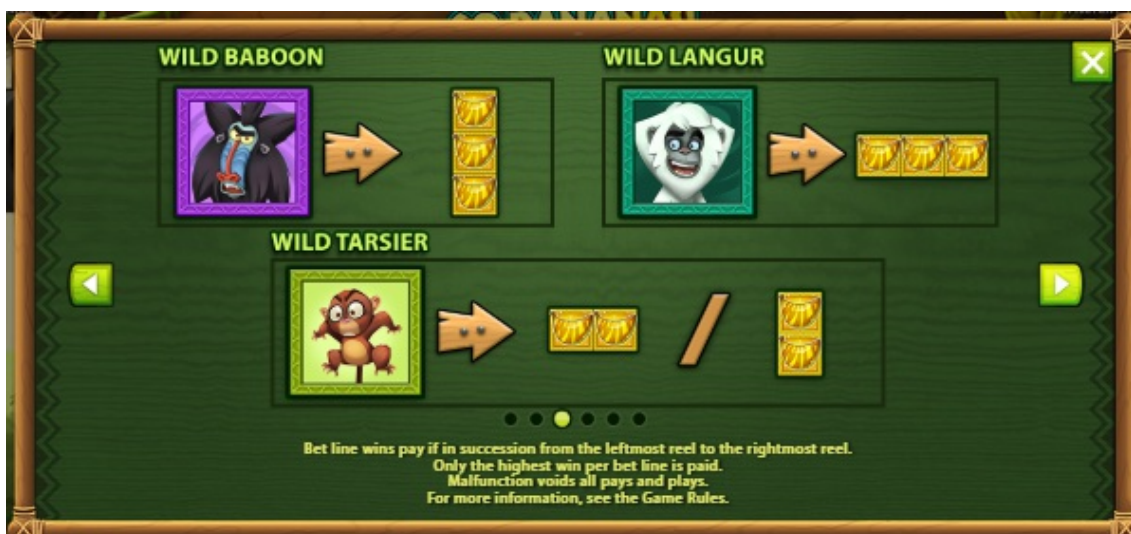 WILD BABOON
WILD LANGUR
WILD TARSIER
Bet line wins pay if in succession from the leftmost reel to the rightmost reel.
Only the highest win per bet line is paid.
Malfunction voids all pays and plays.
For more information, see the Game Rules.